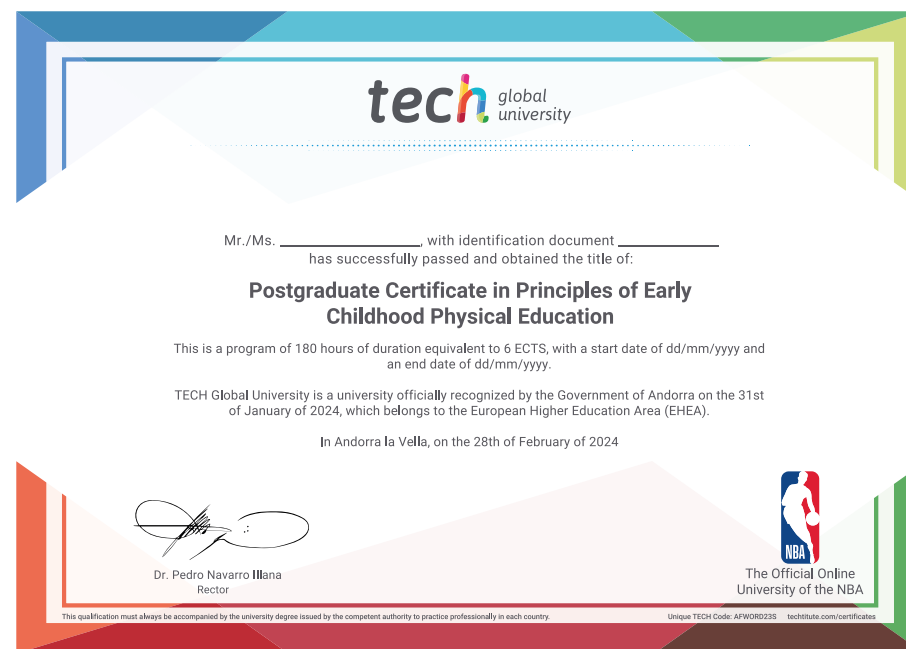 tech global
university
Mr./Ms. ____________________, with identification document ______________
has successfully passed and obtained the title of:
Postgraduate Certificate in Principles of Early
Childhood Physical Education
This is a program of 180 hours of duration equivalent to 6 ECTS, with a start date of dd/mm/yyyy and
an end date of dd/mm/yyyy.
TECH Global University is a university officially recognized by the Government of Andorra on the 31st
of January of 2024, which belongs to the European Higher Education Area (EHEA).
In Andorra la Vella, on the 28th of February of 2024
NBA
Dr. Pedro Navarro Illana
Rector
The Official Online
University of the NBA
This qualification must always be accompanied by the university degree issued by the competent authority to practice professionally in each country.
Unique TECH Code: AFWORD23S techtitute.com/certificates